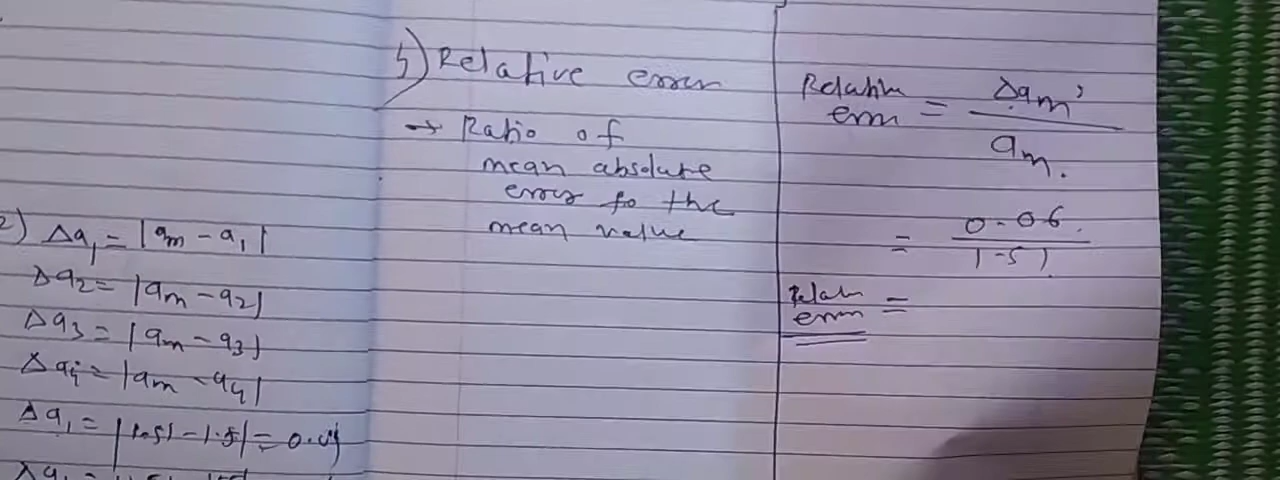 2) Δa₁ = |am - a₁|
Δa₂ = |am - a₂|
Δa₃ = |am - a₃|
Δa₄ = |am - a₄|
Δa₁ = |1.51 - 1.5| = 0.01
5) Relative error
→ Ratio of
mean absolute
error to the
mean value
Relative
error = Δam / am.
= 0.06 / 1.51
Relative
error =